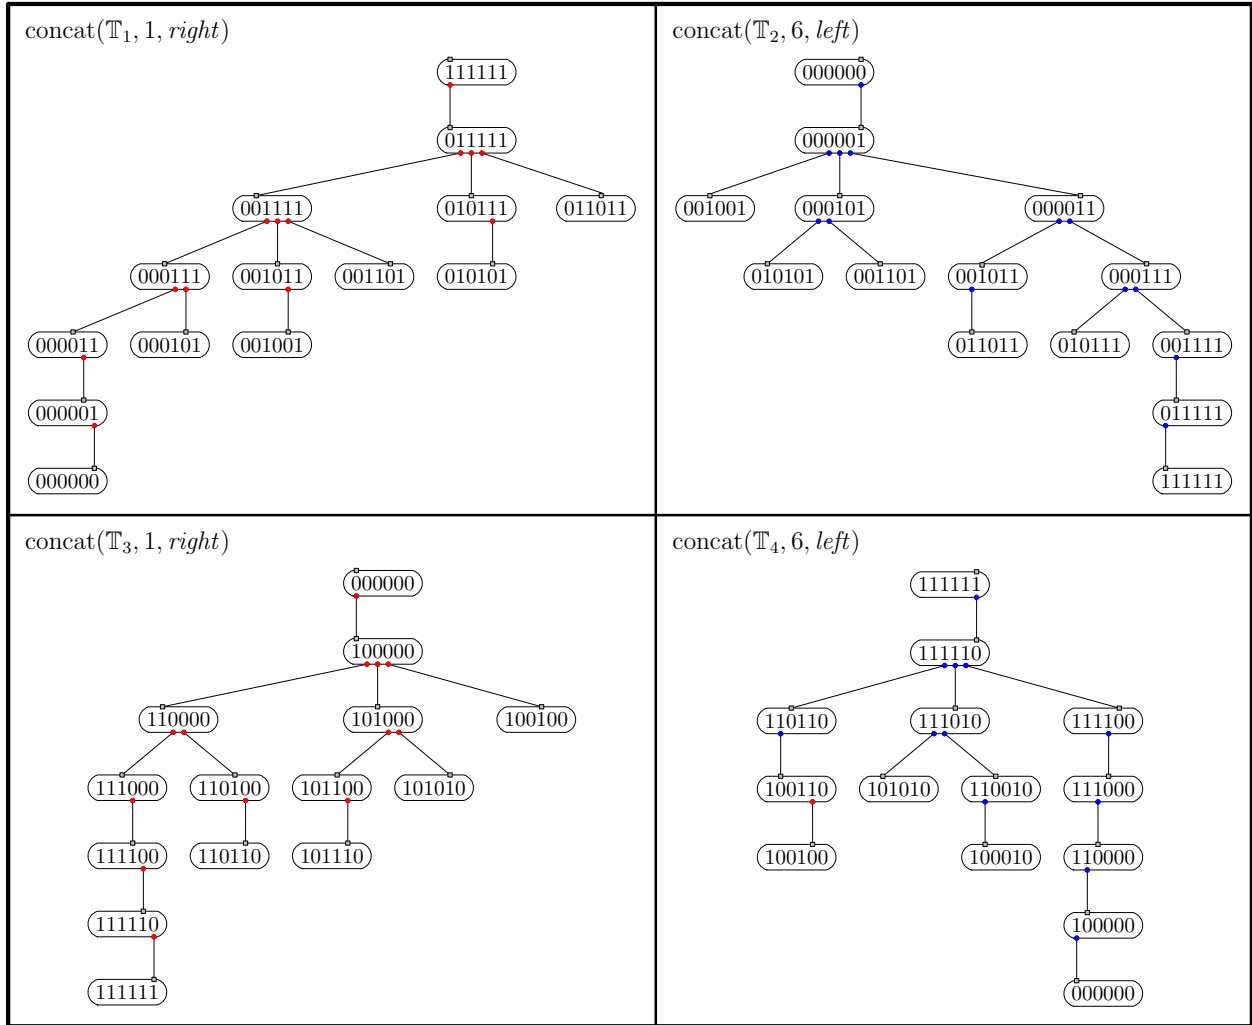 concat(𝕋₁, 1, right)
111111
011111
001111 010111 011011
000111 001011 001101 010101
000011 000101 001001
000001
000000
concat(𝕋₂, 6, left)
000000
000001
001001 000101 000011
010101 001101 001011 000111
011011 010111 001111
011111
111111
concat(𝕋₃, 1, right)
000000
100000
110000 101000 100100
111000 110100 101100 101010
111100 110110 101110
111110
111111
concat(𝕋₄, 6, left)
111111
111110
110110 111010 111100
100110 101010 110010 111000
100100 100010 110000
100000
000000